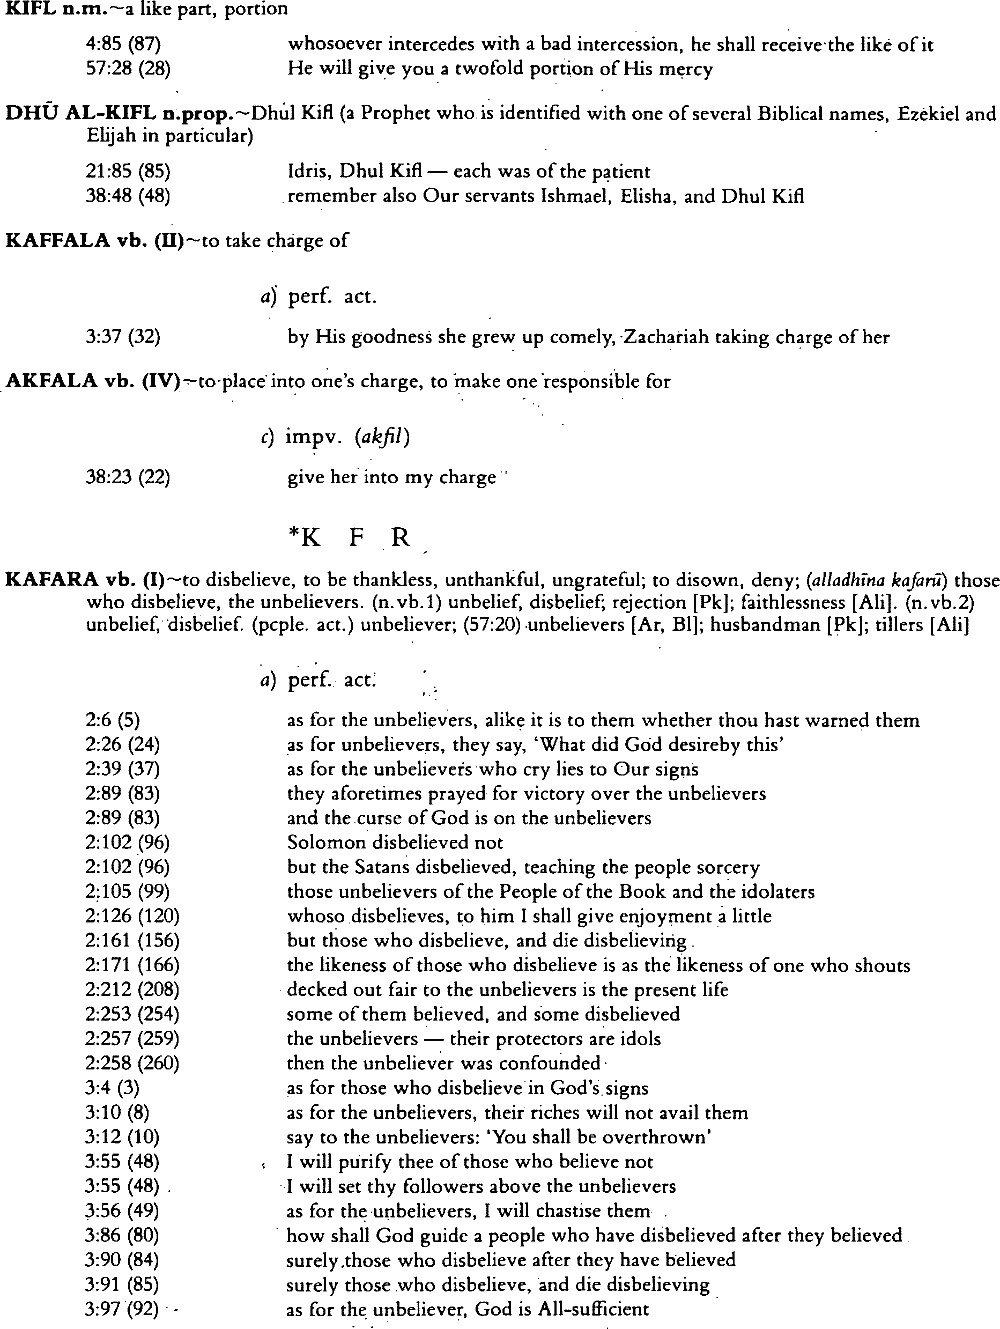 KIFL n.m.~a like part, portion
4:85 (87) whosoever intercedes with a bad intercession, he shall receive the like of it
57:28 (28) He will give you a twofold portion of His mercy
DHŪ AL-KIFL n.prop.~Dhul Kifl (a Prophet who is identified with one of several Biblical names, Ezekiel and
Elijah in particular)
21:85 (85) Idris, Dhul Kifl — each was of the patient
38:48 (48) remember also Our servants Ishmael, Elisha, and Dhul Kifl
KAFFALA vb. (II)~to take charge of
a) perf. act.
3:37 (32) by His goodness she grew up comely, Zachariah taking charge of her
AKFALA vb. (IV)~to place into one's charge, to make one responsible for
c) impv. (akfil)
38:23 (22) give her into my charge
*K F R
KAFARA vb. (I)~to disbelieve, to be thankless, unthankful, ungrateful; to disown, deny; (alladhīna kafarū) those
who disbelieve, the unbelievers. (n.vb.1) unbelief, disbelief; rejection [Pk]; faithlessness [Ali]. (n.vb.2)
unbelief, disbelief. (pcple. act.) unbeliever; (57:20) unbelievers [Ar, Bl]; husbandman [Pk]; tillers [Ali]
a) perf. act.
2:6 (5) as for the unbelievers, alike it is to them whether thou hast warned them
2:26 (24) as for unbelievers, they say, 'What did God desireby this'
2:39 (37) as for the unbelievers who cry lies to Our signs
2:89 (83) they aforetimes prayed for victory over the unbelievers
2:89 (83) and the curse of God is on the unbelievers
2:102 (96) Solomon disbelieved not
2:102 (96) but the Satans disbelieved, teaching the people sorcery
2:105 (99) those unbelievers of the People of the Book and the idolaters
2:126 (120) whoso disbelieves, to him I shall give enjoyment a little
2:161 (156) but those who disbelieve, and die disbelieving
2:171 (166) the likeness of those who disbelieve is as the likeness of one who shouts
2:212 (208) decked out fair to the unbelievers is the present life
2:253 (254) some of them believed, and some disbelieved
2:257 (259) the unbelievers — their protectors are idols
2:258 (260) then the unbeliever was confounded
3:4 (3) as for those who disbelieve in God's signs
3:10 (8) as for the unbelievers, their riches will not avail them
3:12 (10) say to the unbelievers: 'You shall be overthrown'
3:55 (48) I will purify thee of those who believe not
3:55 (48) I will set thy followers above the unbelievers
3:56 (49) as for the unbelievers, I will chastise them
3:86 (80) how shall God guide a people who have disbelieved after they believed
3:90 (84) surely those who disbelieve after they have believed
3:91 (85) surely those who disbelieve, and die disbelieving
3:97 (92) as for the unbeliever, God is All-sufficient